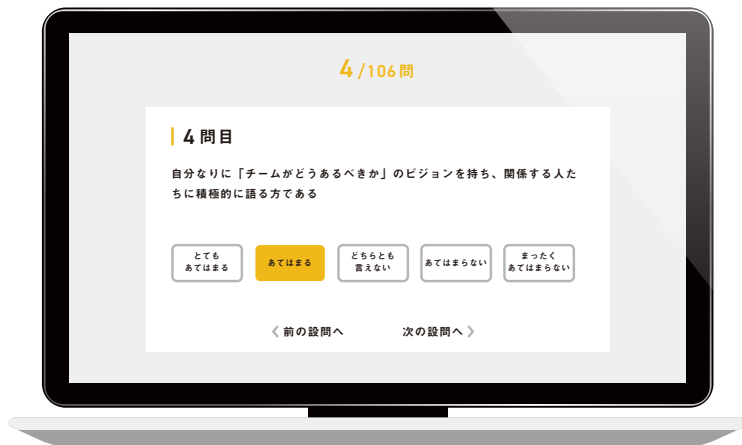 4/106問
4問目
自分なりに「チームがどうあるべきか」のビジョンを持ち、関係する人た
ちに積極的に語る方である
とても
あてはまる
あてはまる
どちらとも
言えない
あてはまらない
まったく
あてはまらない
前の設問へ
次の設問へ